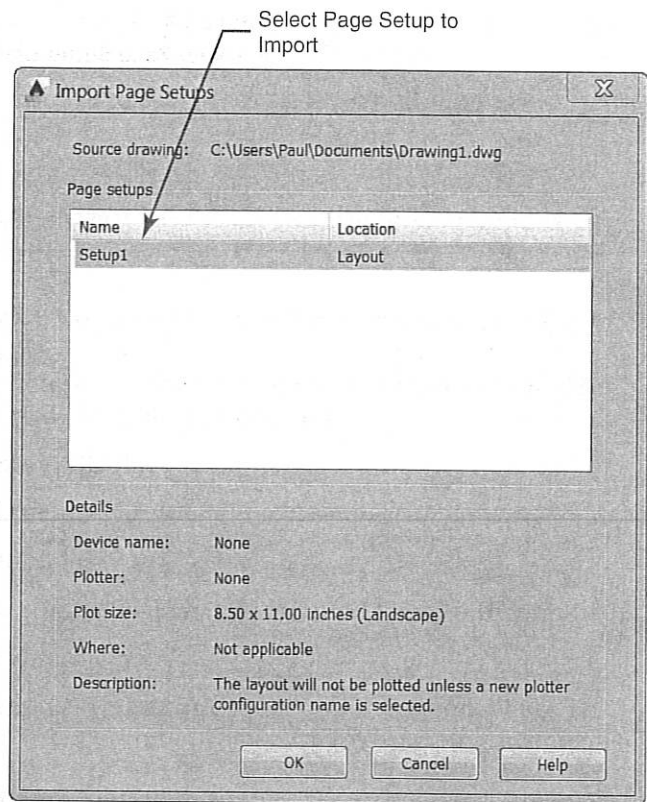 Select Page Setup to
Import
Import Page Setups
Source drawing: C:\Users\Paul\Documents\Drawing1.dwg
Page setups
Name Location
Setup1 Layout
Details
Device name: None
Plotter: None
Plot size: 8.50 x 11.00 inches (Landscape)
Where: Not applicable
Description: The layout will not be plotted unless a new plotter
configuration name is selected.
OK Cancel Help